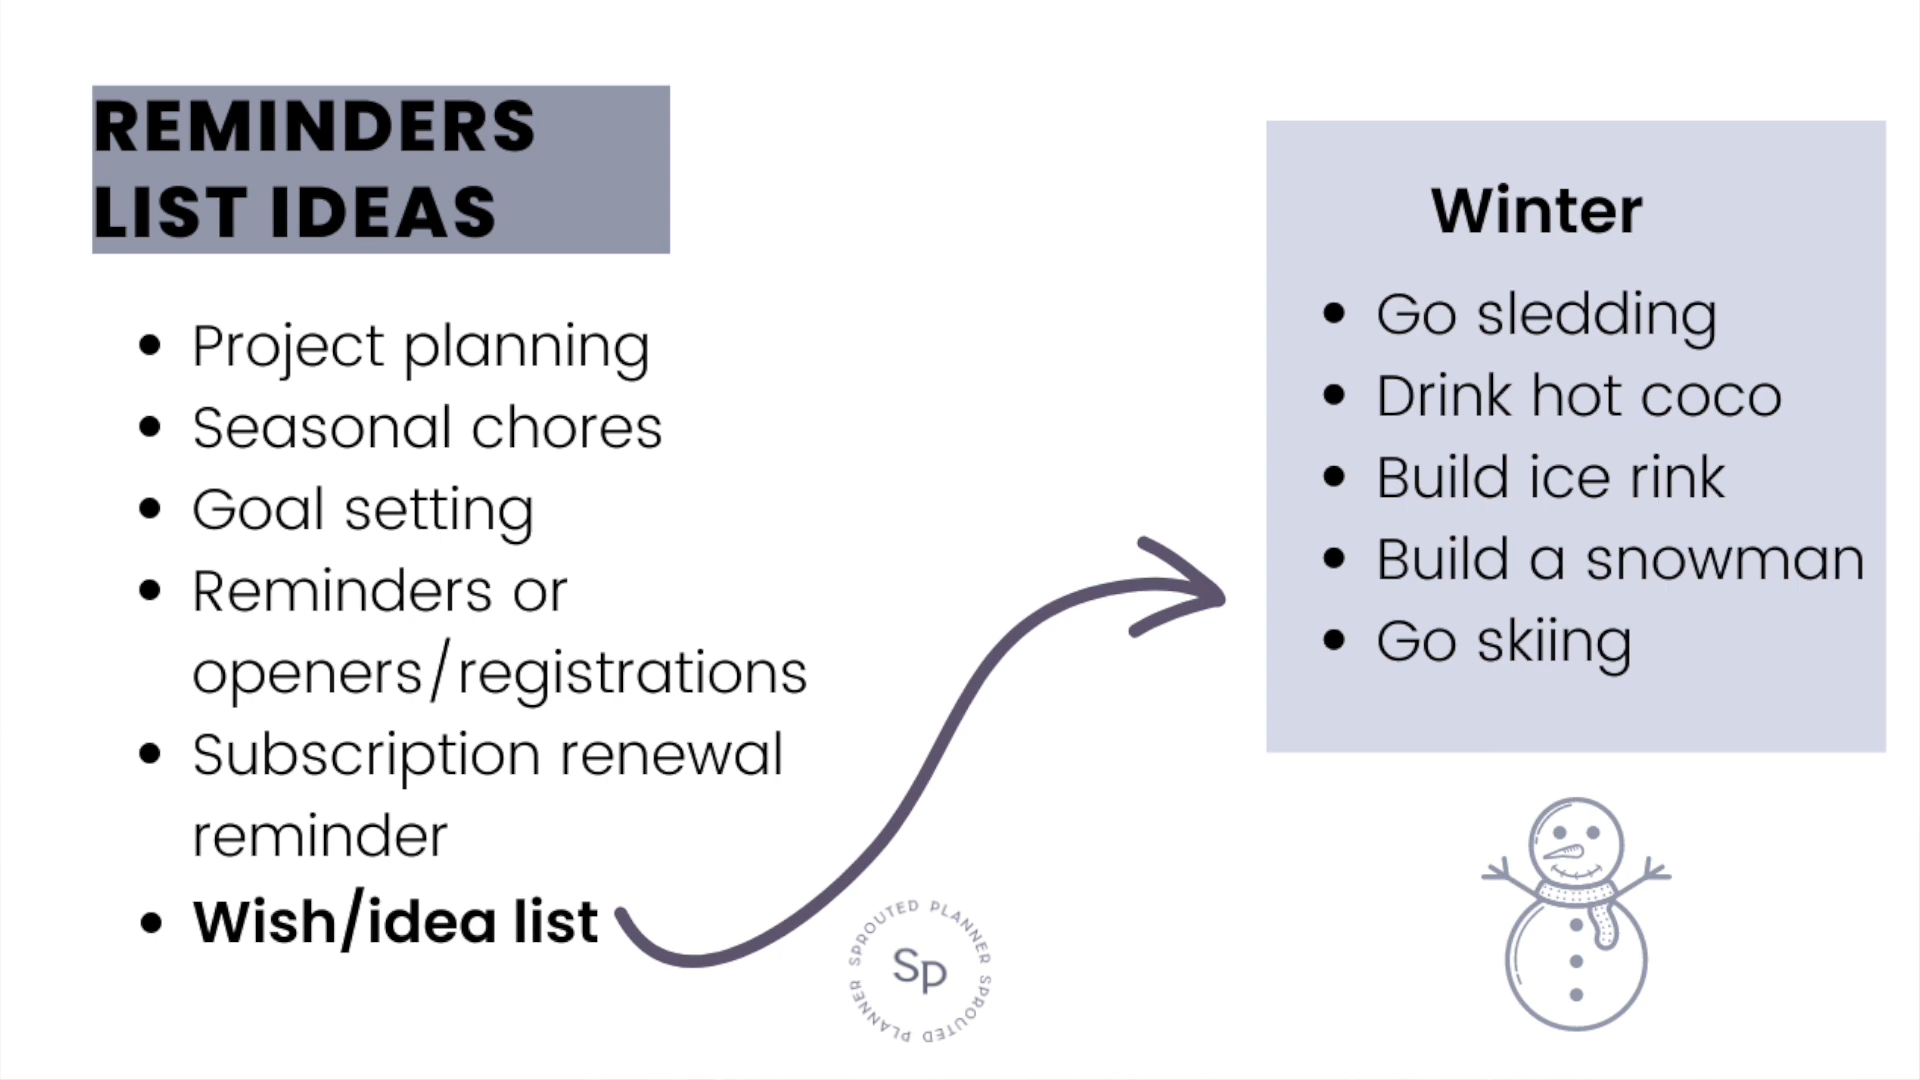 REMINDERS
LIST IDEAS
Project planning
Seasonal chores
Goal setting
Reminders or
openers/registrations
Subscription renewal
reminder
Wish/idea list
Winter
Go sledding
Drink hot coco
Build ice rink
Build a snowman
Go skiing
SPROUTED PLANNER SPROUTED PLANNER
Sp